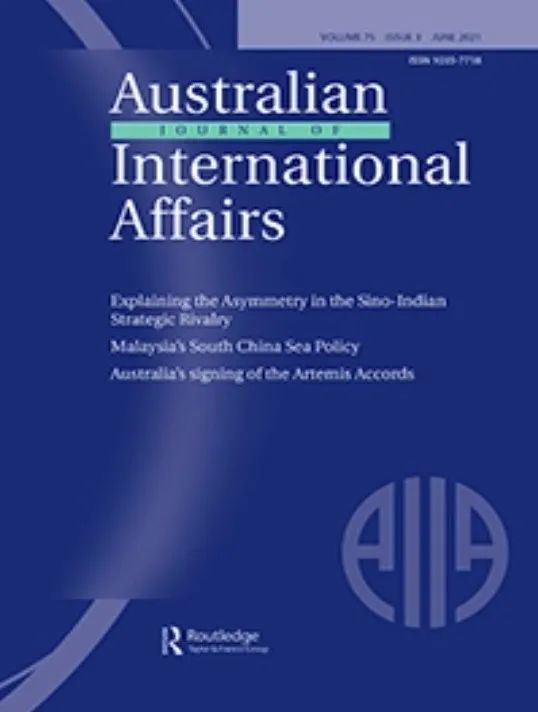 VOLUME 75 ISSUE 3 JUNE 2021
ISSN 1035-7718
Australian
JOURNAL OF
International
Affairs
Explaining the Asymmetry in the Sino-Indian
Strategic Rivalry
Malaysia's South China Sea Policy
Australia's signing of the Artemis Accords
AIIA
Routledge
Taylor & Francis Group